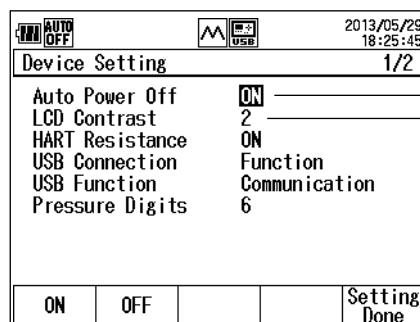 AUTO OFF
USB
2013/05/29
18:25:45
Device Setting 1/2
Auto Power Off ON
LCD Contrast 2
HART Resistance ON
USB Connection Function
USB Function Communication
Pressure Digits 6
ON OFF Setting Done